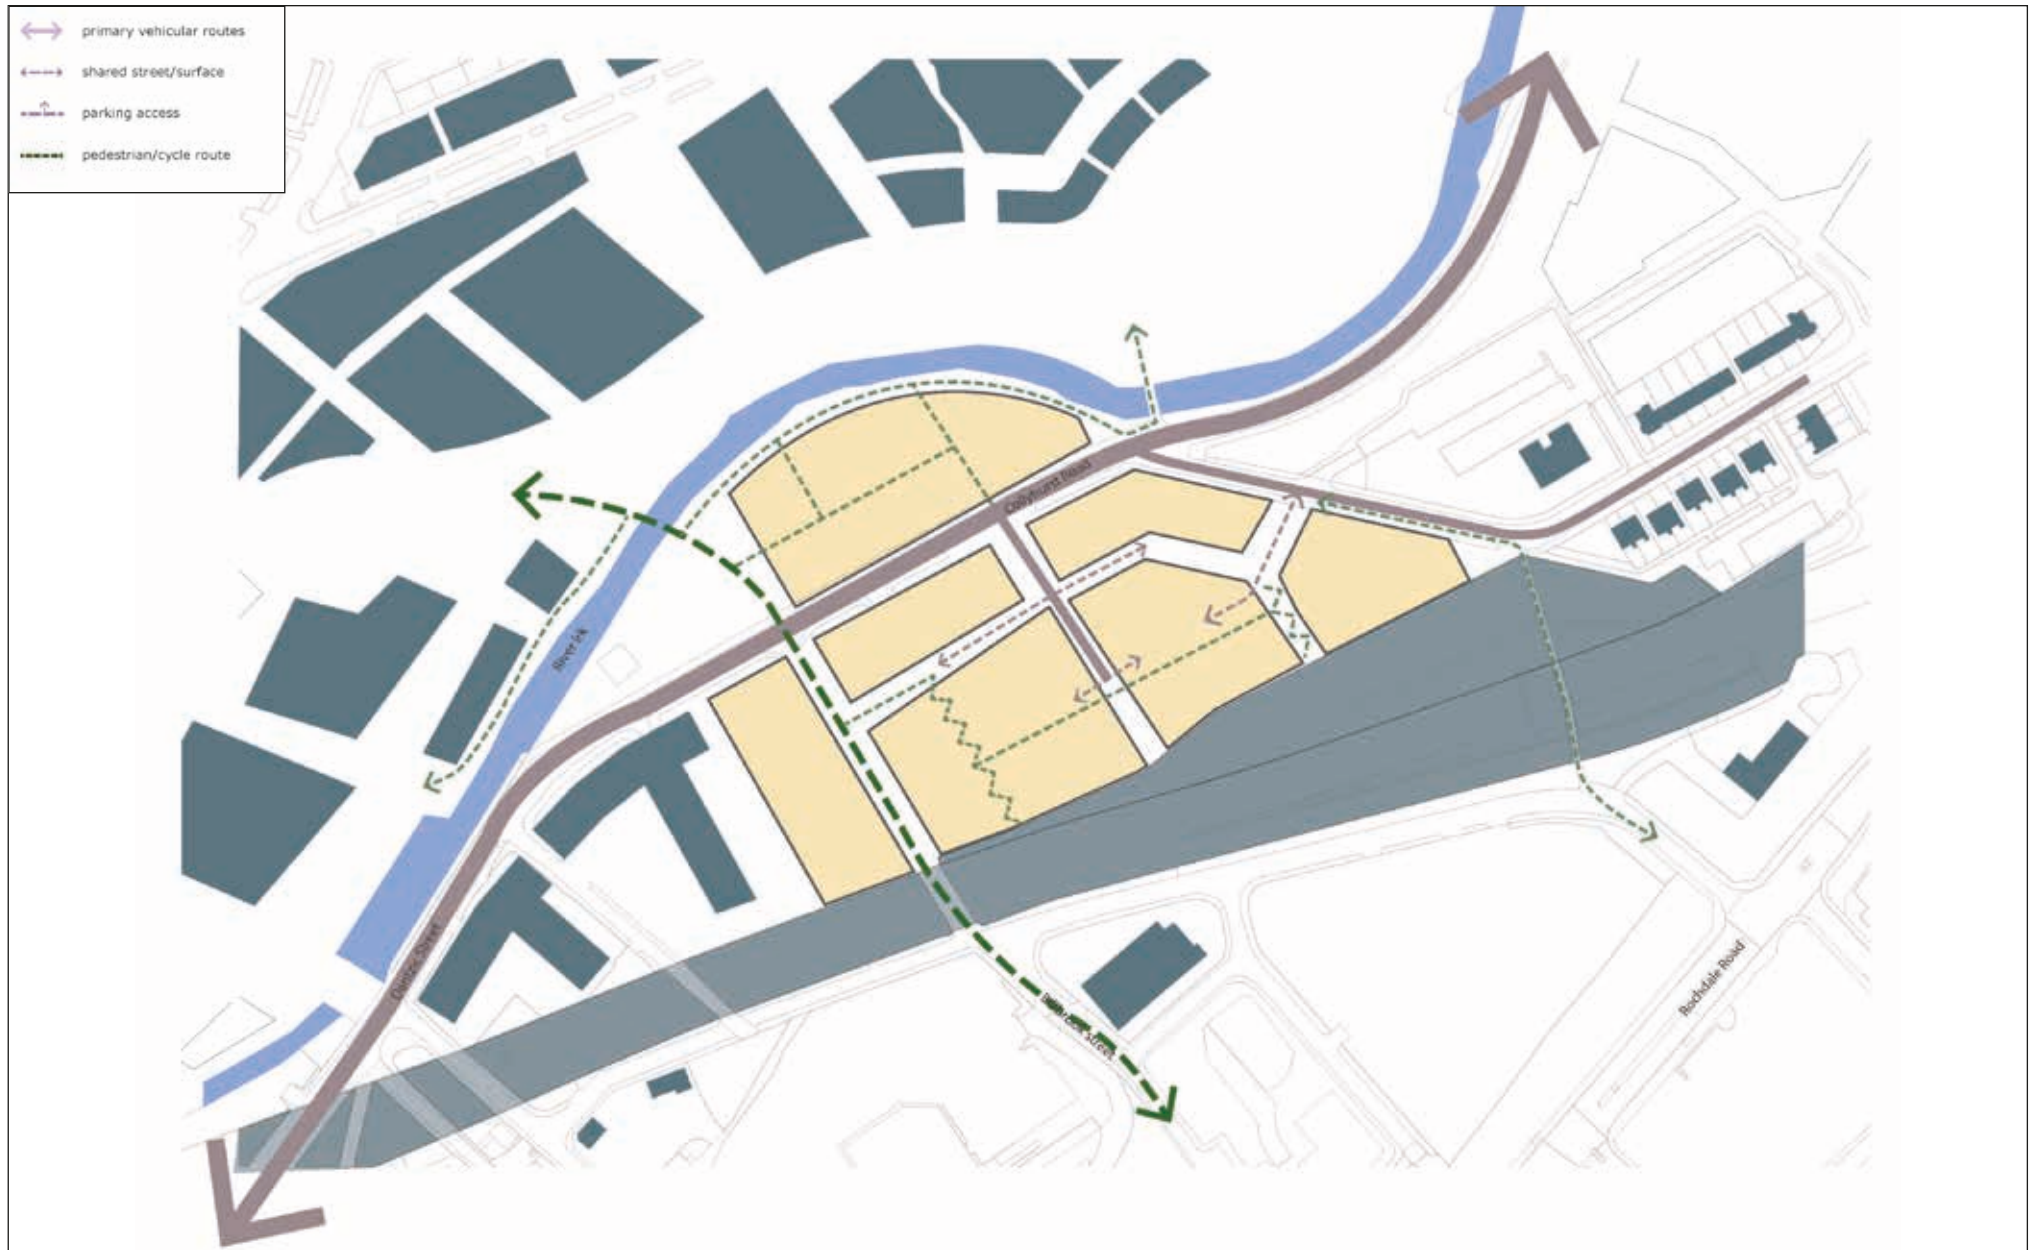 primary vehicular routes
shared street/surface
parking access
pedestrian/cycle route
Collyhurst Road
River Irk
Dantzic Street
Street
Rochdale Road